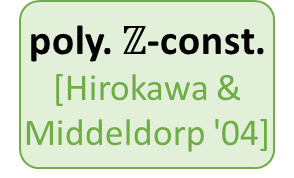 poly. ℤ-const.
[Hirokawa &
Middeldorp '04]